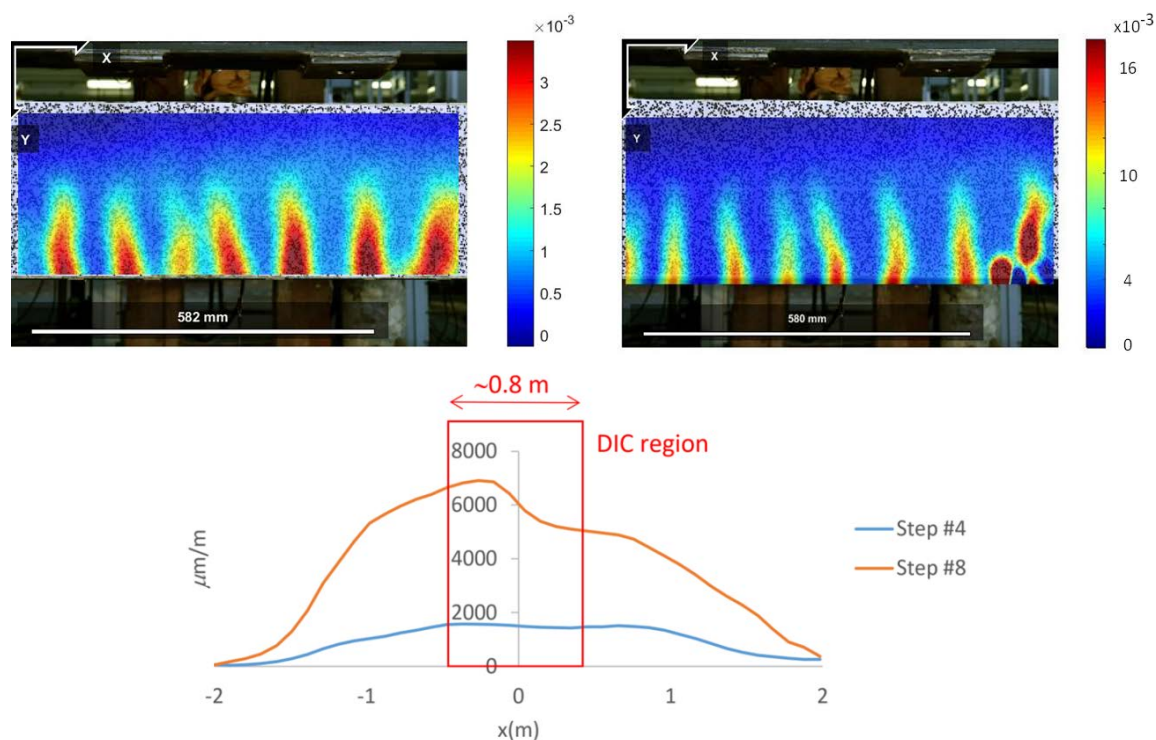 ×10⁻³
X
Y
3
2.5
2
1.5
1
0.5
0
582 mm
x10⁻³
X
Y
16
10
4
0
580 mm
~0.8 m
DIC region
8000
6000
4000
2000
0
μm/m
-2
-1
0
1
2
x(m)
Step #4
Step #8